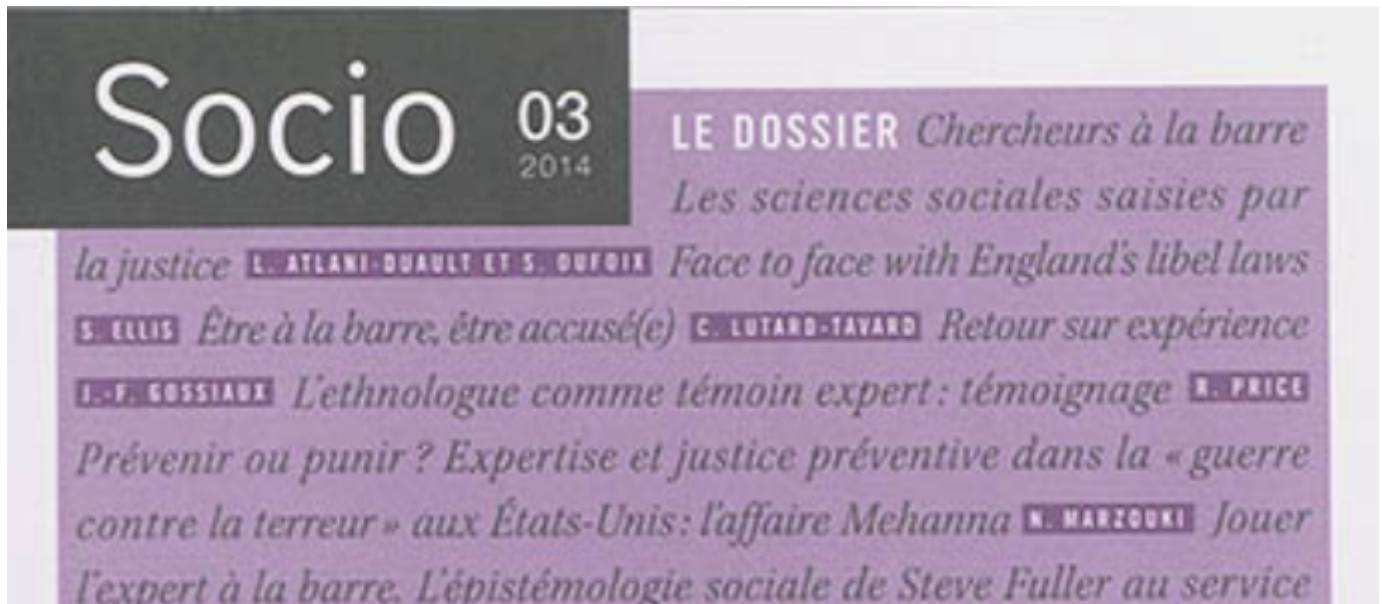 Socio 03
2014
LE DOSSIER Chercheurs à la barre
Les sciences sociales saisies par
la justice L. ATLANI-DUAULT ET S. DUFOIX Face to face with England's libel laws
S. ELLIS Être à la barre, être accusé(e) C. LUTARD-TAVARD Retour sur expérience
J.-F. GOSSIAUX L'ethnologue comme témoin expert : témoignage R. PRICE
Prévenir ou punir ? Expertise et justice préventive dans la « guerre
contre la terreur » aux États-Unis : l'affaire Mehanna N. MARZOUKI Jouer
l'expert à la barre. L'épistémologie sociale de Steve Fuller au service